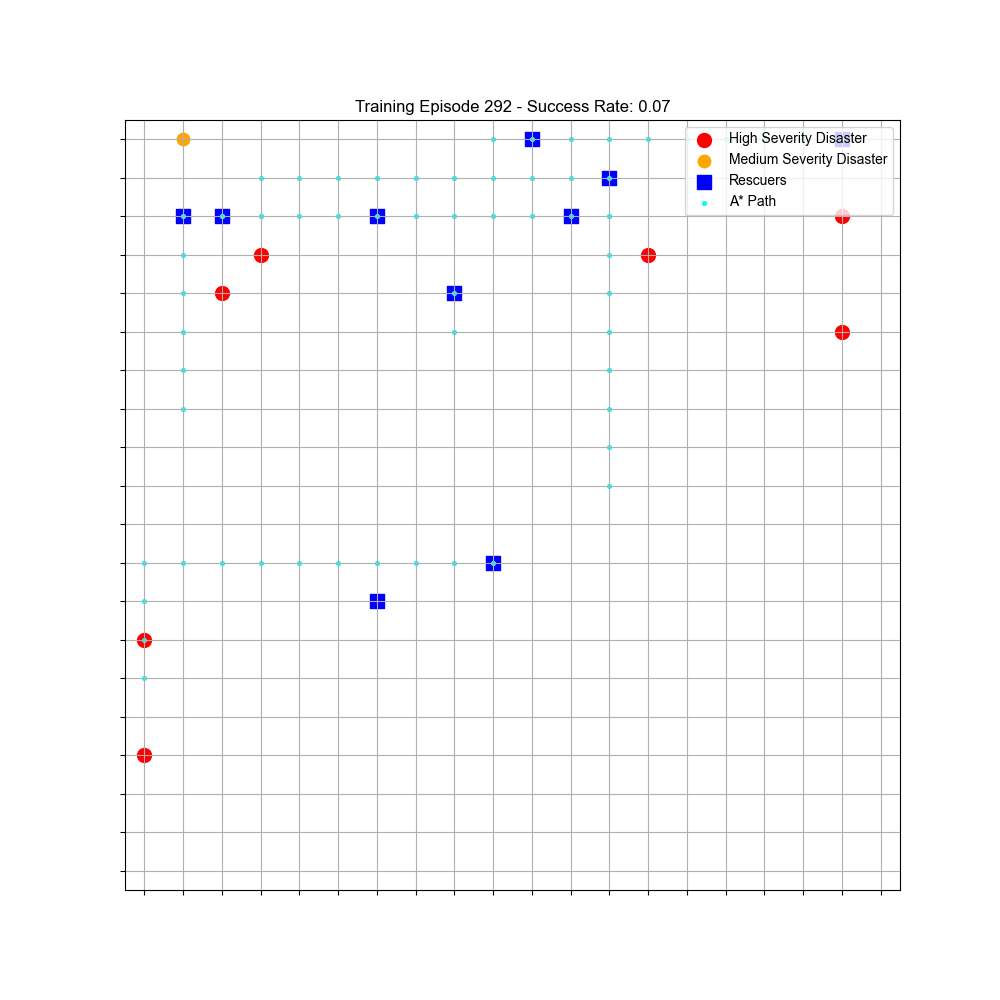 Training Episode 292 - Success Rate: 0.07
High Severity Disaster
Medium Severity Disaster
Rescuers
A* Path